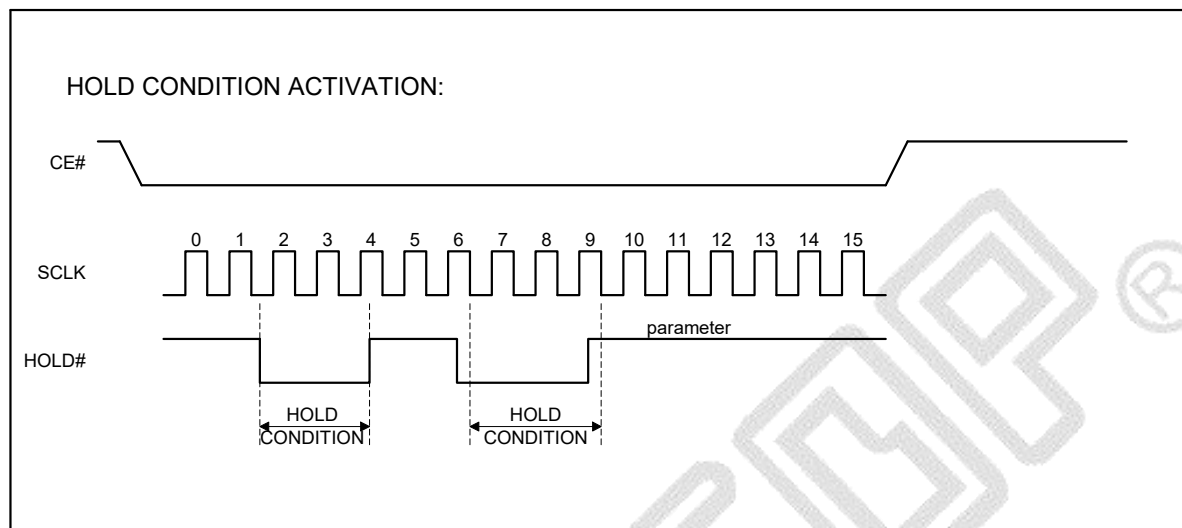 HOLD CONDITION ACTIVATION:
CE#
0 1 2 3 4 5 6 7 8 9 10 11 12 13 14 15
SCLK
parameter
HOLD#
HOLD CONDITION
HOLD CONDITION
®